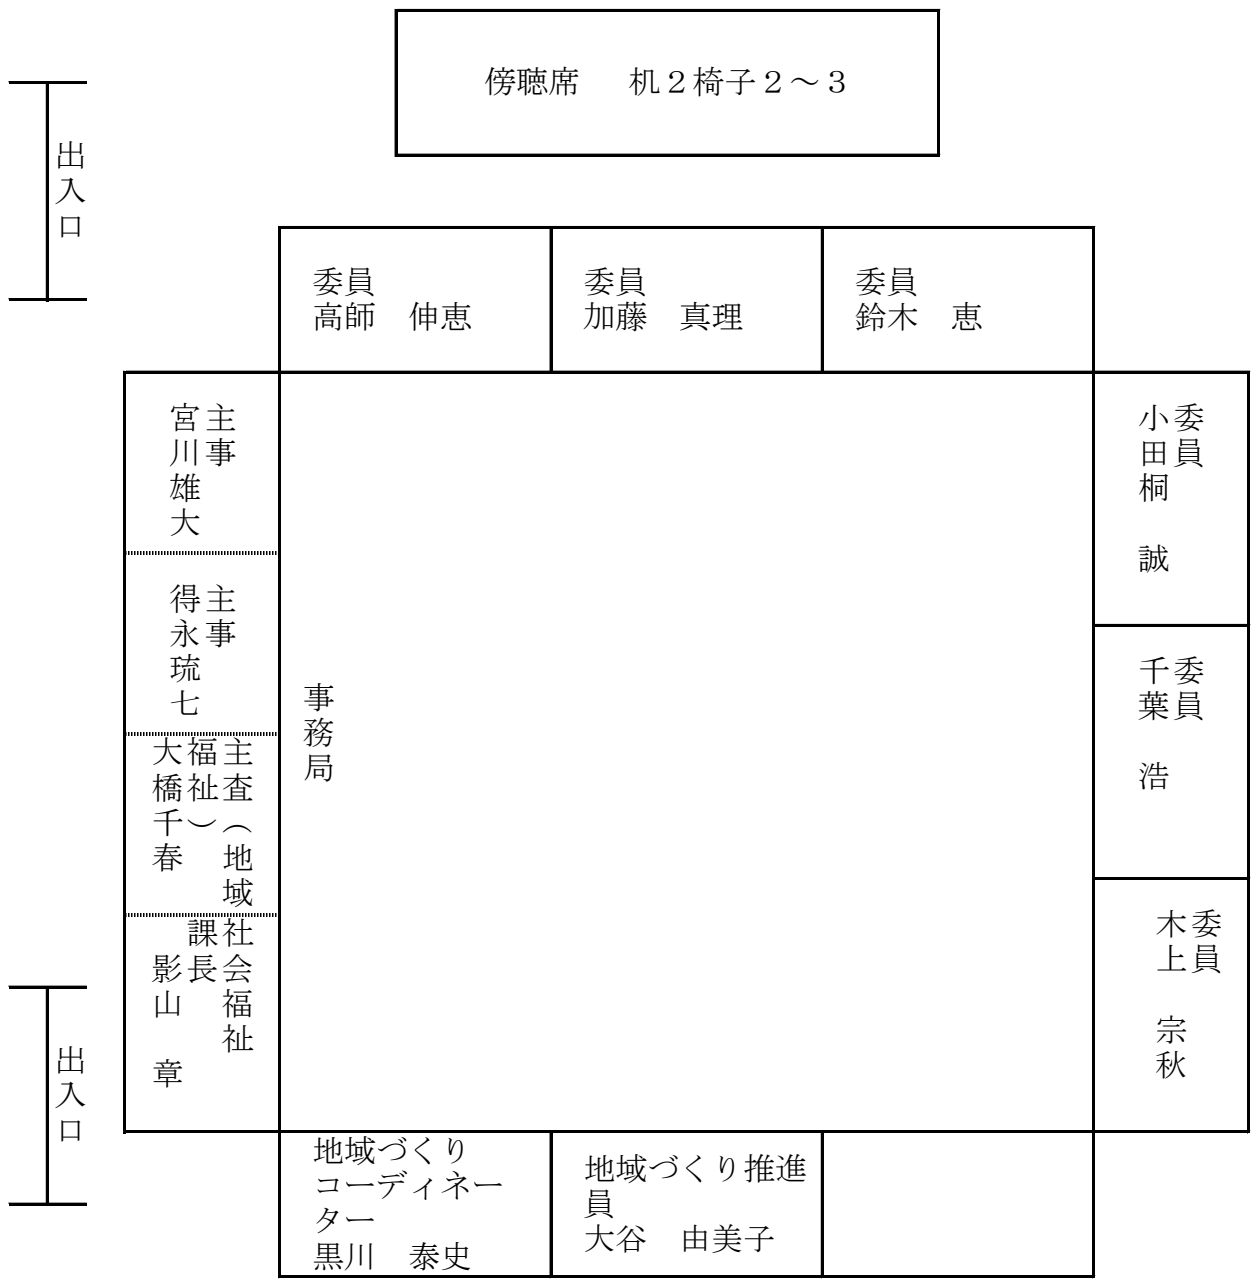 傍聴席　机２椅子２～３
出入口
委員
高師　伸恵
委員
加藤　真理
委員
鈴木　恵
主事
宮川雄大
主事
得永琉七
主査（地域
福祉）
大橋千春
社会福祉
課長
影山　章
事務局
委員
小田桐　誠
委員
千葉　浩
委員
木上　宗秋
出入口
地域づくり
コーディネー
ター
黒川　泰史
地域づくり推進
員
大谷　由美子